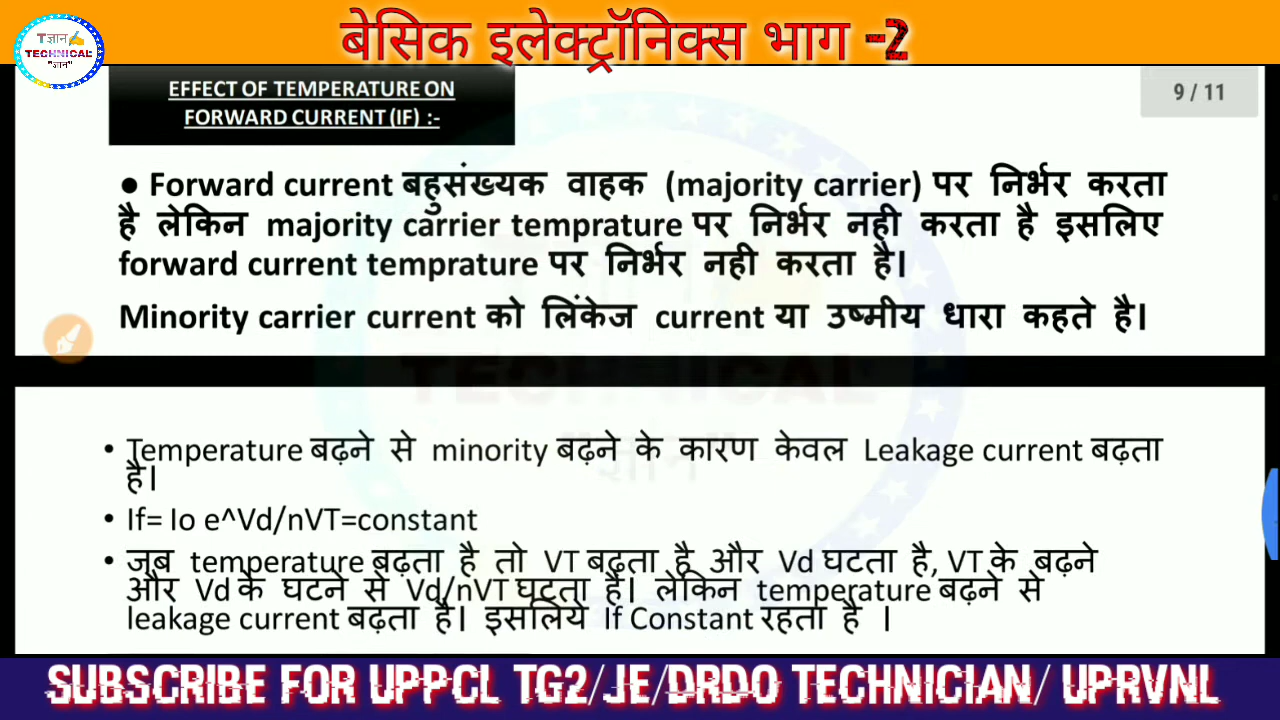 Tज्ञान✍
TECHNICAL
"ज्ञान"
बेसिक इलेक्ट्रॉनिक्स भाग -2
EFFECT OF TEMPERATURE ON
FORWARD CURRENT (IF) :-
9 / 11
● Forward current बहुसंख्यक वाहक (majority carrier) पर निर्भर करता
है लेकिन majority carrier temprature पर निर्भर नही करता है इसलिए
forward current temprature पर निर्भर नही करता है।
Minority carrier current को लिंकेज current या उष्मीय धारा कहते है।
TECHNICAL
"ज्ञान"
• Temperature बढ़ने से minority बढ़ने के कारण केवल Leakage current बढ़ता
है।
• If= Io e^Vd/nVT=constant
• जब temperature बढ़ता है तो VT बढ़ता है और Vd घटता है, VT के बढ़ने
और Vd के घटने से Vd/nVT घटता है। लेकिन temperature बढ़ने से
leakage current बढ़ता है। इसलिये If Constant रहता है ।
SUBSCRIBE FOR UPPCL TG2/JE/DRDO TECHNICIAN/ UPRVNL